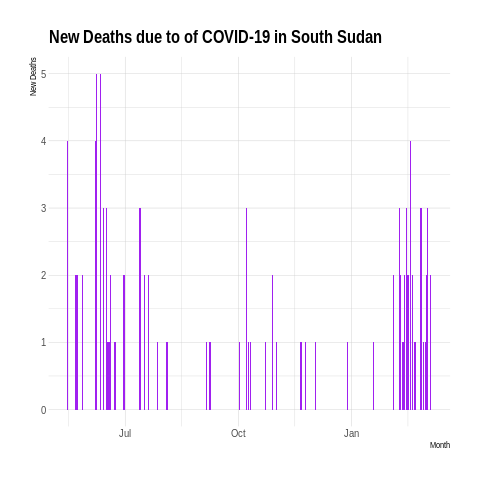 New Deaths due to of COVID-19 in South Sudan
New Deaths
5
4
3
2
1
0
Jul
Oct
Jan
Month